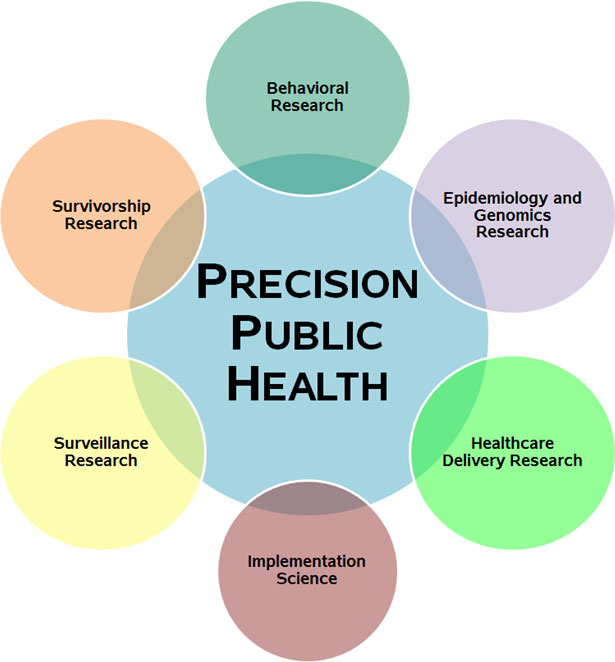 Behavioral
Research
Epidemiology and
Genomics
Research
Healthcare
Delivery Research
Implementation
Science
Surveillance
Research
Survivorship
Research
PRECISION
PUBLIC
HEALTH